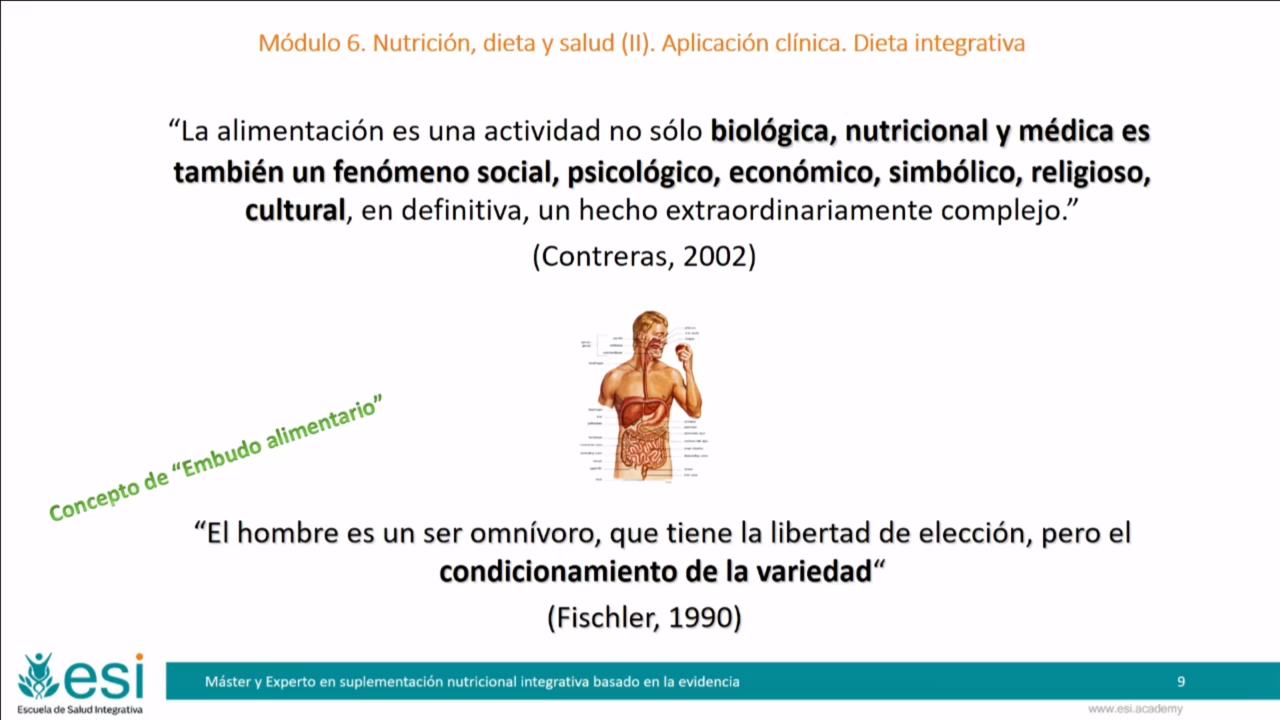 Módulo 6. Nutrición, dieta y salud (II). Aplicación clínica. Dieta integrativa
“La alimentación es una actividad no sólo biológica, nutricional y médica es
también un fenómeno social, psicológico, económico, simbólico, religioso,
cultural, en definitiva, un hecho extraordinariamente complejo.”
(Contreras, 2002)
Concepto de “Embudo alimentario”
“El hombre es un ser omnívoro, que tiene la libertad de elección, pero el
condicionamiento de la variedad“
(Fischler, 1990)
esi
Escuela de Salud Integrativa
Máster y Experto en suplementación nutricional integrativa basado en la evidencia
9
www.esi.academy